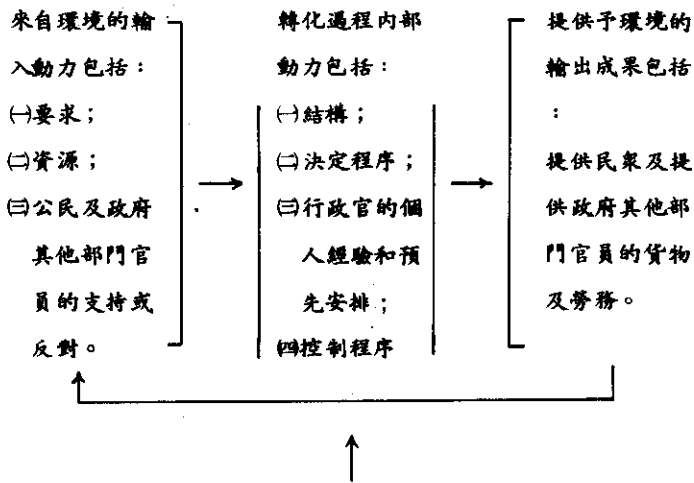 來自環境的輸
入動力包括：
㈠要求；
㈡資源；
㈢公民及政府
其他部門官
員的支持或
反對。
轉化過程内部
動力包括：
㈠結構；
㈡決定程序；
㈢行政官的個
人經驗和預
先安排；
㈣控制程序
提供予環境的
輸出成果包括
：
提供民衆及提
供政府其他部
門官員的貨物
及勞務。